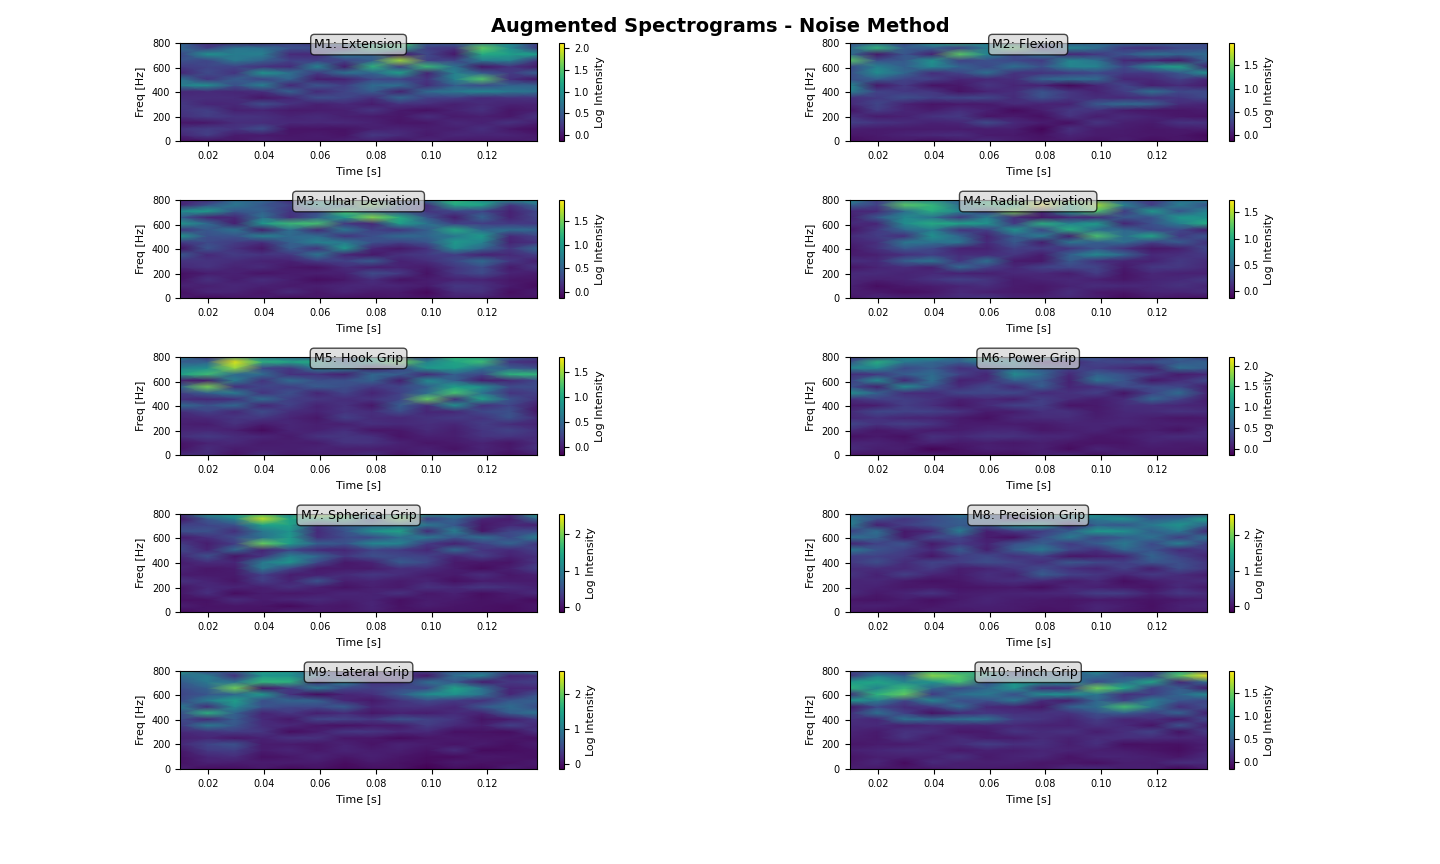 Augmented Spectrograms - Noise Method
M1: Extension
Freq [Hz]
800
600
400
200
0
0.02 0.04 0.06 0.08 0.10 0.12
Time [s]
2.0
1.5
1.0
0.5
0.0
Log Intensity
M2: Flexion
Freq [Hz]
800
600
400
200
0
0.02 0.04 0.06 0.08 0.10 0.12
Time [s]
1.5
1.0
0.5
0.0
Log Intensity
M3: Ulnar Deviation
Freq [Hz]
800
600
400
200
0
0.02 0.04 0.06 0.08 0.10 0.12
Time [s]
1.5
1.0
0.5
0.0
Log Intensity
M4: Radial Deviation
Freq [Hz]
800
600
400
200
0
0.02 0.04 0.06 0.08 0.10 0.12
Time [s]
1.5
1.0
0.5
0.0
Log Intensity
M5: Hook Grip
Freq [Hz]
800
600
400
200
0
0.02 0.04 0.06 0.08 0.10 0.12
Time [s]
1.5
1.0
0.5
0.0
Log Intensity
M6: Power Grip
Freq [Hz]
800
600
400
200
0
0.02 0.04 0.06 0.08 0.10 0.12
Time [s]
2.0
1.5
1.0
0.5
0.0
Log Intensity
M7: Spherical Grip
Freq [Hz]
800
600
400
200
0
0.02 0.04 0.06 0.08 0.10 0.12
Time [s]
2
1
0
Log Intensity
M8: Precision Grip
Freq [Hz]
800
600
400
200
0
0.02 0.04 0.06 0.08 0.10 0.12
Time [s]
2
1
0
Log Intensity
M9: Lateral Grip
Freq [Hz]
800
600
400
200
0
0.02 0.04 0.06 0.08 0.10 0.12
Time [s]
2
1
0
Log Intensity
M10: Pinch Grip
Freq [Hz]
800
600
400
200
0
0.02 0.04 0.06 0.08 0.10 0.12
Time [s]
1.5
1.0
0.5
0.0
Log Intensity